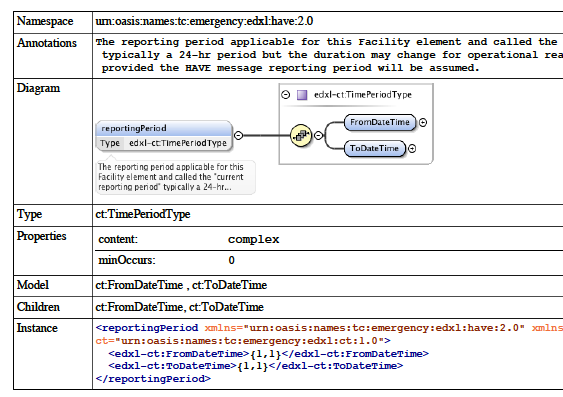 Namespace urn:oasis:names:tc:emergency:edxl:have:2.0
Annotations The reporting period applicable for this Facility element and called the
typically a 24-hr period but the duration may change for operational rea
provided the HAVE message reporting period will be assumed.
Diagram
edxl-ct:TimePeriodType
reportingPeriod
Type edxl-ct:TimePeriodType
FromDateTime
ToDateTime
The reporting period applicable for this
Facility element and called the "current
reporting period" typically a 24-hr...
Type ct:TimePeriodType
Properties content: complex
minOccurs: 0
Model ct:FromDateTime , ct:ToDateTime
Children ct:FromDateTime, ct:ToDateTime
Instance <reportingPeriod xmlns="urn:oasis:names:tc:emergency:edxl:have:2.0" xmlns
ct="urn:oasis:names:tc:emergency:edxl:ct:1.0">
<edxl-ct:FromDateTime>{1,1}</edxl-ct:FromDateTime>
<edxl-ct:ToDateTime>{1,1}</edxl-ct:ToDateTime>
</reportingPeriod>